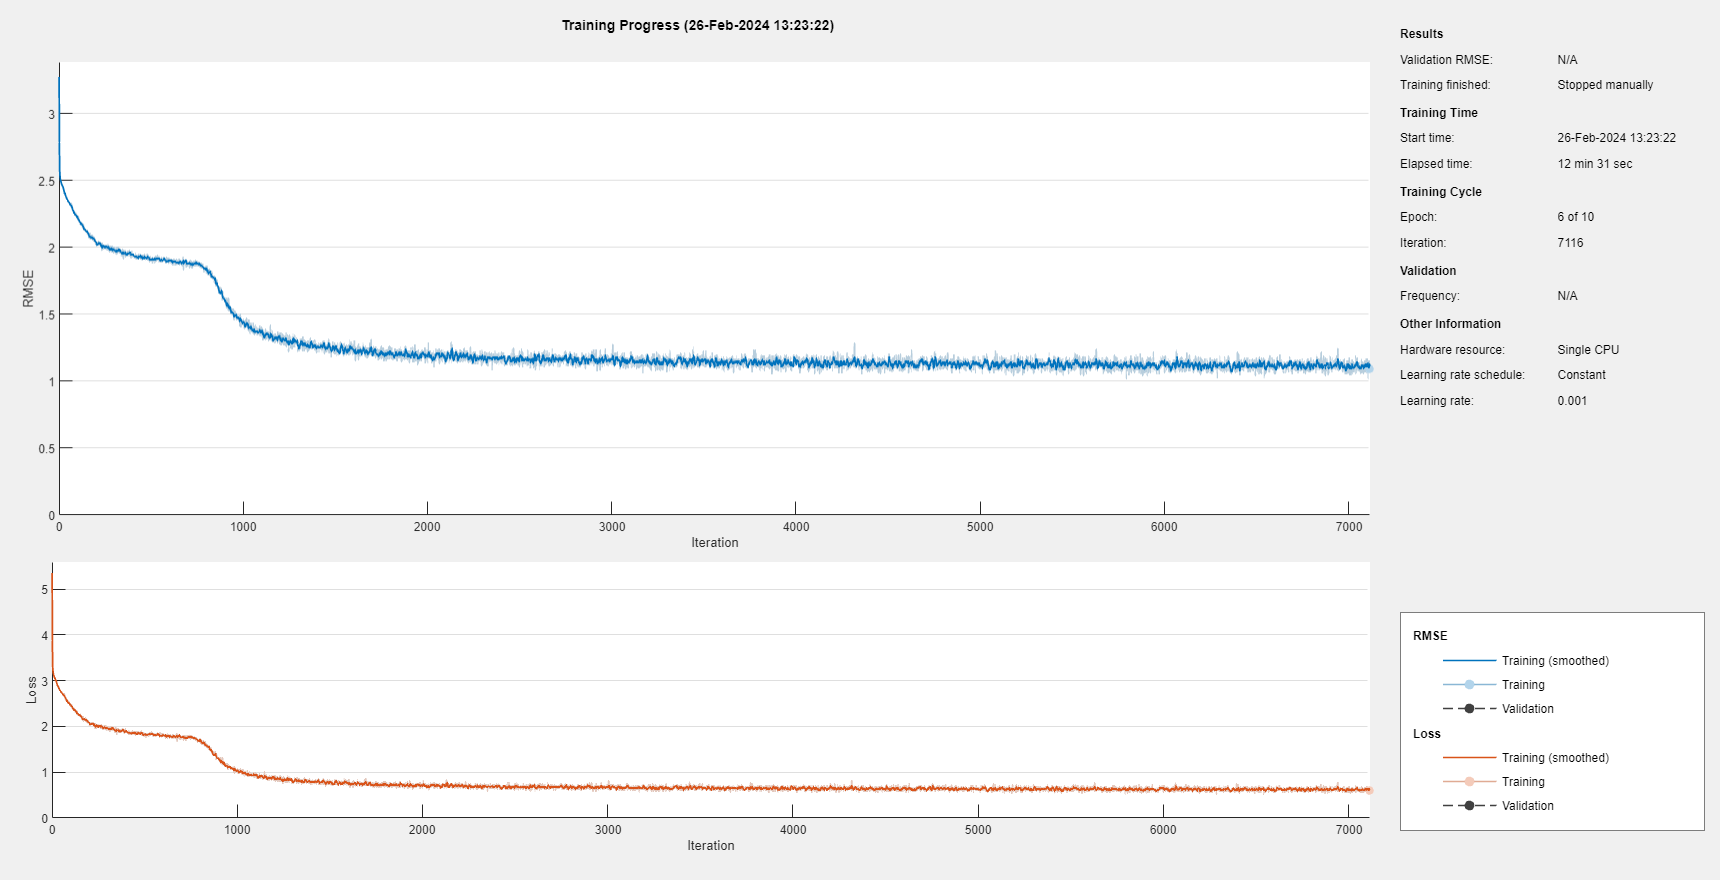 Training Progress (26-Feb-2024 13:23:22)
RMSE
3
2.5
2
1.5
1
0.5
0
0 1000 2000 3000 4000 5000 6000 7000
Iteration
Loss
5
4
3
2
1
0
0 1000 2000 3000 4000 5000 6000 7000
Iteration
Results
Validation RMSE: N/A
Training finished: Stopped manually
Training Time
Start time: 26-Feb-2024 13:23:22
Elapsed time: 12 min 31 sec
Training Cycle
Epoch: 6 of 10
Iteration: 7116
Validation
Frequency: N/A
Other Information
Hardware resource: Single CPU
Learning rate schedule: Constant
Learning rate: 0.001
RMSE
Training (smoothed)
Training
Validation
Loss
Training (smoothed)
Training
Validation